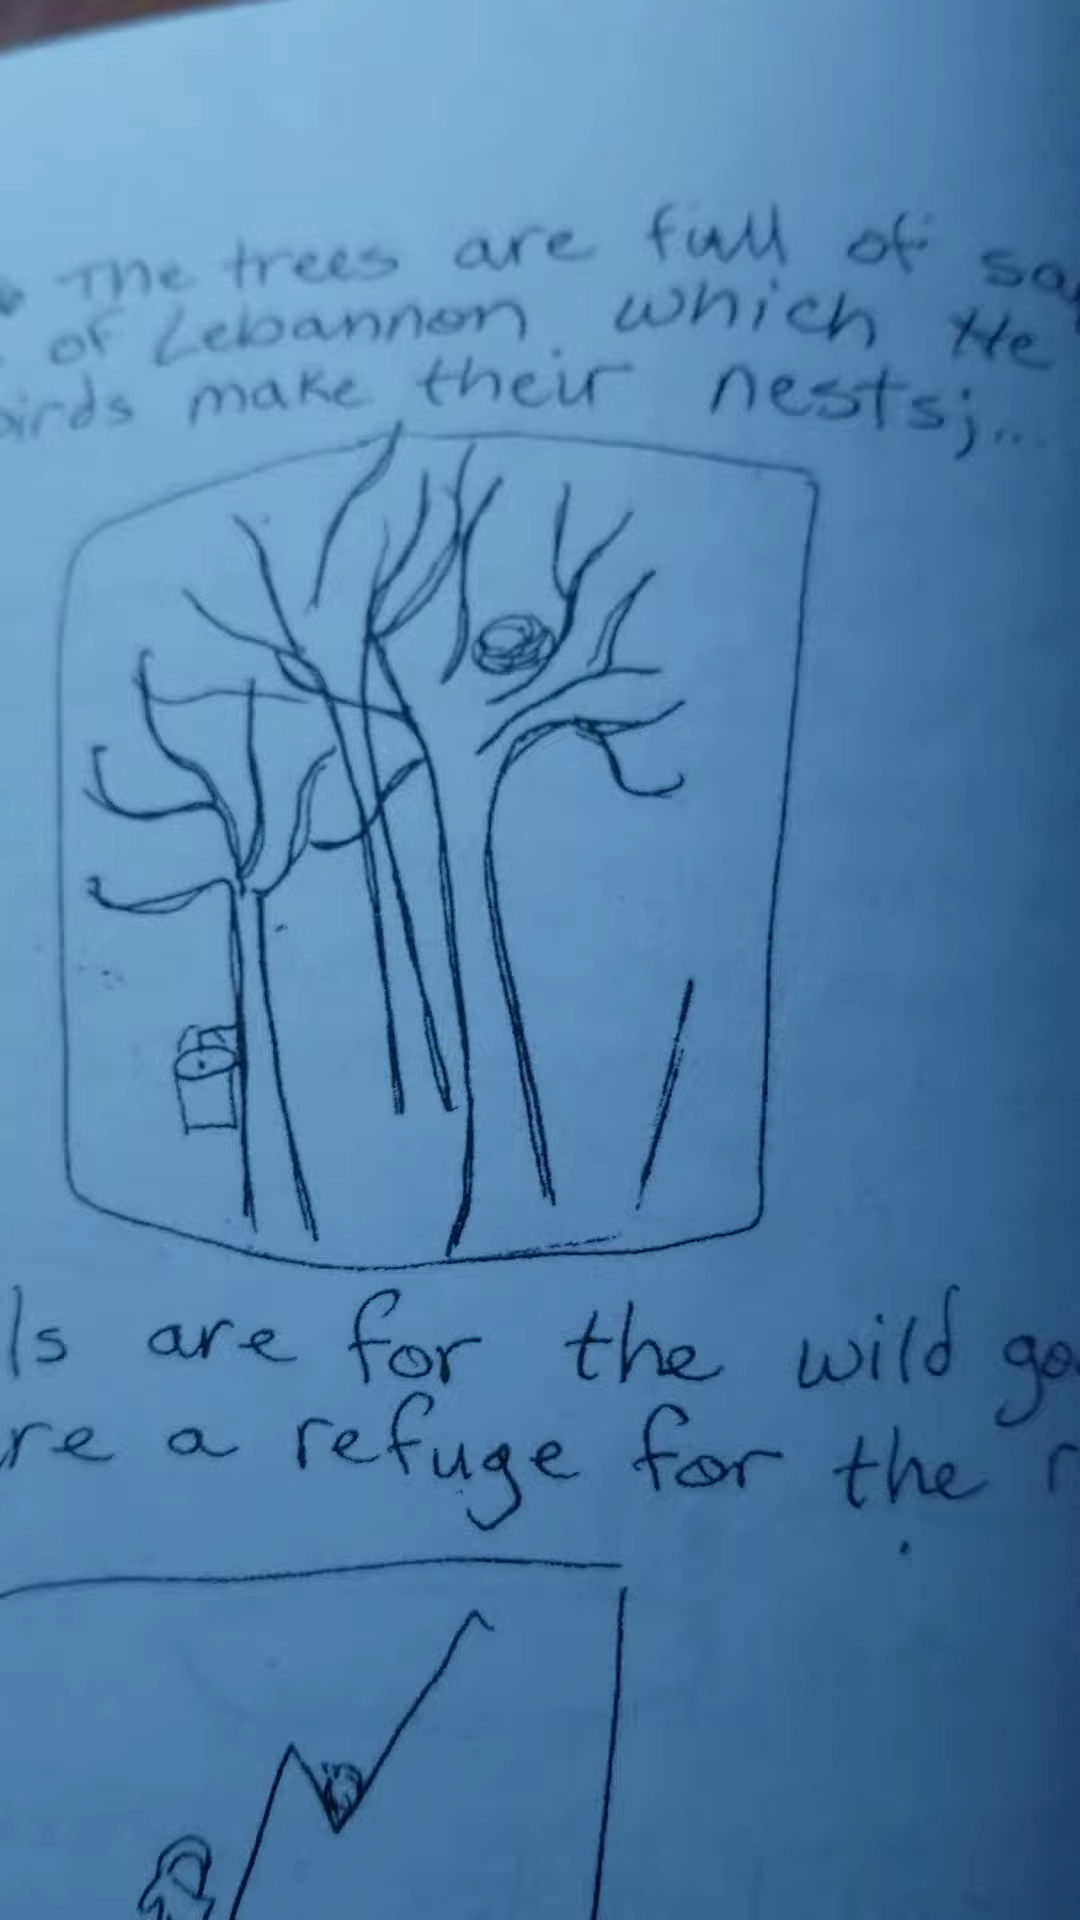 The trees are full of sap
of Lebannon which He
birds make their nests;...
ls are for the wild go
re a refuge for the r